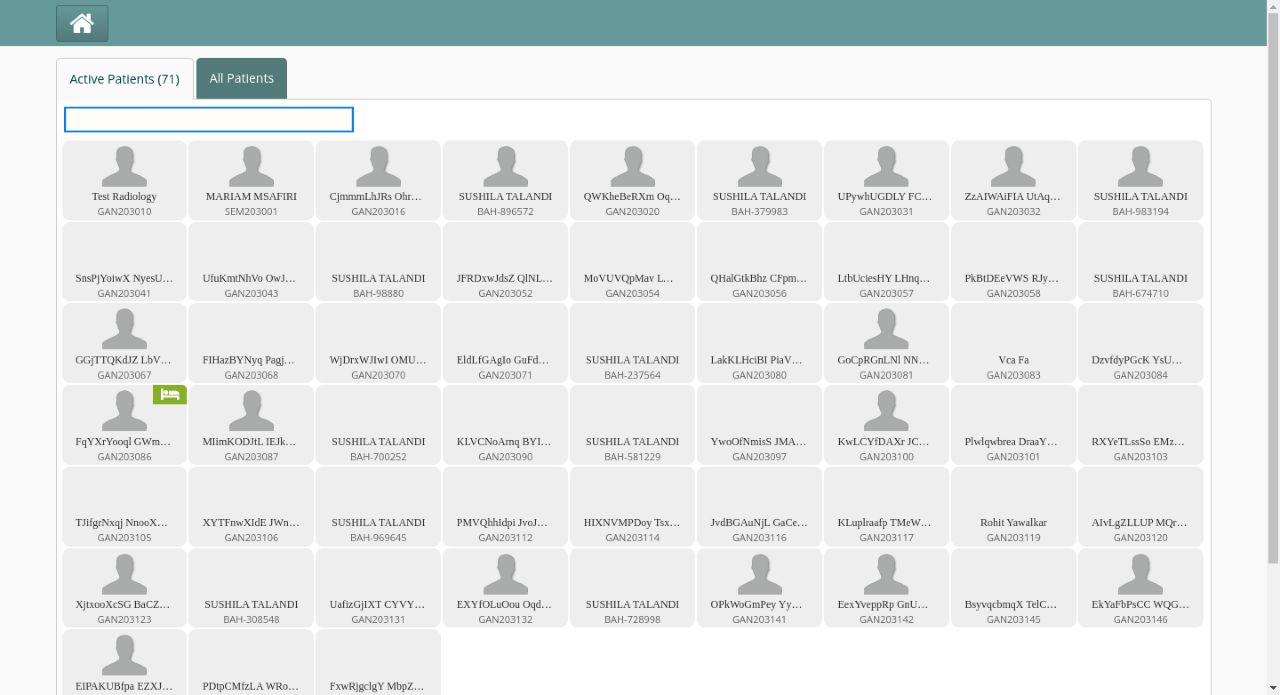 Active Patients (71)
All Patients
Test Radiology
GAN203010
MARIAM MSAFIRI
SEM203001
CjmmmLhJRs Ohr…
GAN203016
SUSHILA TALANDI
BAH-896572
QWKheBeRXm Oq…
GAN203020
SUSHILA TALANDI
BAH-379983
UPywhUGDLY FC…
GAN203031
ZzAIWAiFIA UtAq…
GAN203032
SUSHILA TALANDI
BAH-983194
SnsPjYoiwX NyesU…
GAN203041
UfuKmtNhVo OwJ…
GAN203043
SUSHILA TALANDI
BAH-98880
JFRDxwJdsZ QlNL…
GAN203052
MoVUVQpMav L…
GAN203054
QHalGtkBhz CFpm…
GAN203056
LtbUciesHY LHnq…
GAN203057
PkBtDEeVWS RJy…
GAN203058
SUSHILA TALANDI
BAH-674710
GGjTTQKdJZ LbV…
GAN203067
FIHazBYNyq Pagj…
GAN203068
WjDrxWJIwI OMU…
GAN203070
EldLfGAgIo GuFd…
GAN203071
SUSHILA TALANDI
BAH-237564
LakKLHciBI PiaV…
GAN203080
GoCpRGnLNl NN…
GAN203081
Vca Fa
GAN203083
DzvfdyPGcK YsU…
GAN203084
FqYXrYooql GWm…
GAN203086
MIimKODJtL IEJk…
GAN203087
SUSHILA TALANDI
BAH-700252
KLVCNoArnq BYI…
GAN203090
SUSHILA TALANDI
BAH-581229
YwoOfNmisS JMA…
GAN203097
KwLCYfDAXr JC…
GAN203100
Plwlqwbrea DraaY…
GAN203101
RXYeTLssSo EMz…
GAN203103
TJifgrNxqj NnooX…
GAN203105
XYTFnwXIdE JWn…
GAN203106
SUSHILA TALANDI
BAH-969645
PMVQhhIdpi JvoJ…
GAN203112
HIXNVMPDoy Tsx…
GAN203114
JvdBGAuNjL GaCe…
GAN203116
KLuplraafp TMeW…
GAN203117
Rohit Yawalkar
GAN203119
AIvLgZLLUP MQr…
GAN203120
XjtxooXcSG BaCZ…
GAN203123
SUSHILA TALANDI
BAH-308548
UafizGjIXT CYVY…
GAN203131
EXYfOLuOou Oqd…
GAN203132
SUSHILA TALANDI
BAH-728998
OPkWoGmPey Yy…
GAN203141
EexYveppRp GnU…
GAN203142
BsyvqcbmqX TelC…
GAN203145
EkYaFbPsCC WQG…
GAN203146
EIPAKUBfpa EZXJ…
PDtpCMfzLA WRo…
FxwRjgclgY MbpZ…